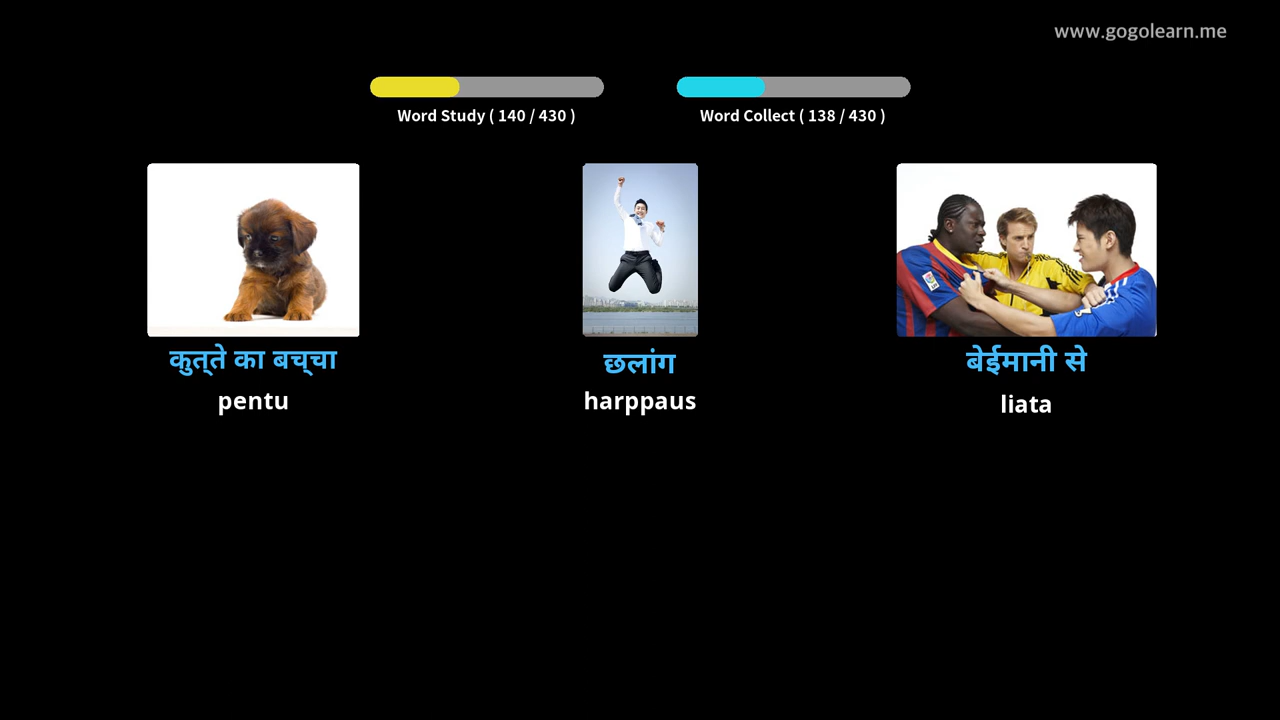 www.gogolearn.me
Word Study ( 140 / 430 )
Word Collect ( 138 / 430 )
कुत्ते का बच्चा
छलांग
बेईमानी से
pentu
harppaus
liata